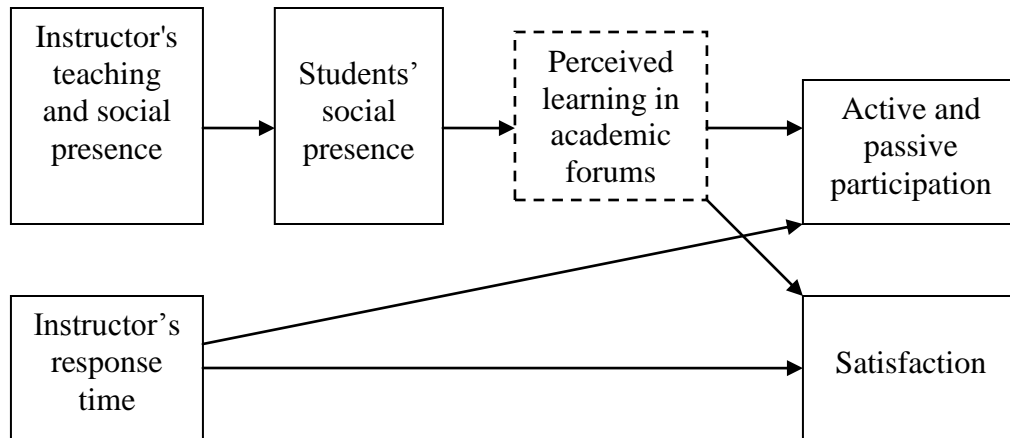 Instructor's
teaching
and social
presence
Students’
social
presence
Perceived
learning in
academic
forums
Active and
passive
participation
Instructor’s
response
time
Satisfaction